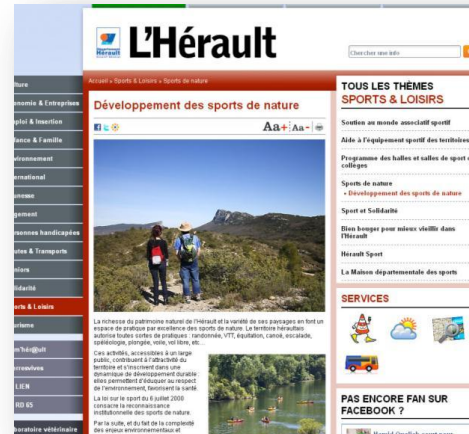 L'Hérault
Hérault
Chercher une info
Accueil » Sports & Loisirs » Sports de nature
Développement des sports de nature
Aa+ Aa-
onomie & Entreprises
ploi & Insertion
fance & Famille
vironnement
ernational
unesse
gement
rsonnes handicapées
utes & Transports
niors
lidarité
orts & Loisirs
urisme
LIEN
RD 65
boratoire vétérinaire
La richesse du patrimoine naturel de l'Hérault et la variété de ses paysages en font un
espace de pratique par excellence des sports de nature. Le territoire héraultais
autorise toutes sortes de pratiques : randonnée, VTT, équitation, canoë, escalade,
spéléologie, plongée, voile, vol libre, etc...
Ces activités, accessibles à un large
public, contribuent à l'attractivité du
territoire et s'inscrivent dans une
dynamique de développement durable :
elles permettent d'éduquer au respect
de l'environnement, favorisent la santé.
La loi sur le sport du 6 juillet 2000
consacre la reconnaissance
institutionnelle des sports de nature.
Par la suite, et du fait de la complexité
des enjeux environnementaux et
TOUS LES THÈMES
SPORTS & LOISIRS
Soutien au monde associatif sportif
Aide à l'équipement sportif des territoires
Programme des halles et salles de sport
collèges
Sports de nature
Développement des sports de nature
Sport et Solidarité
Bien bouger pour mieux vieillir dans
l'Hérault
Hérault Sport
La Maison départementale des sports
SERVICES
PAS ENCORE FAN SUR
FACEBOOK ?